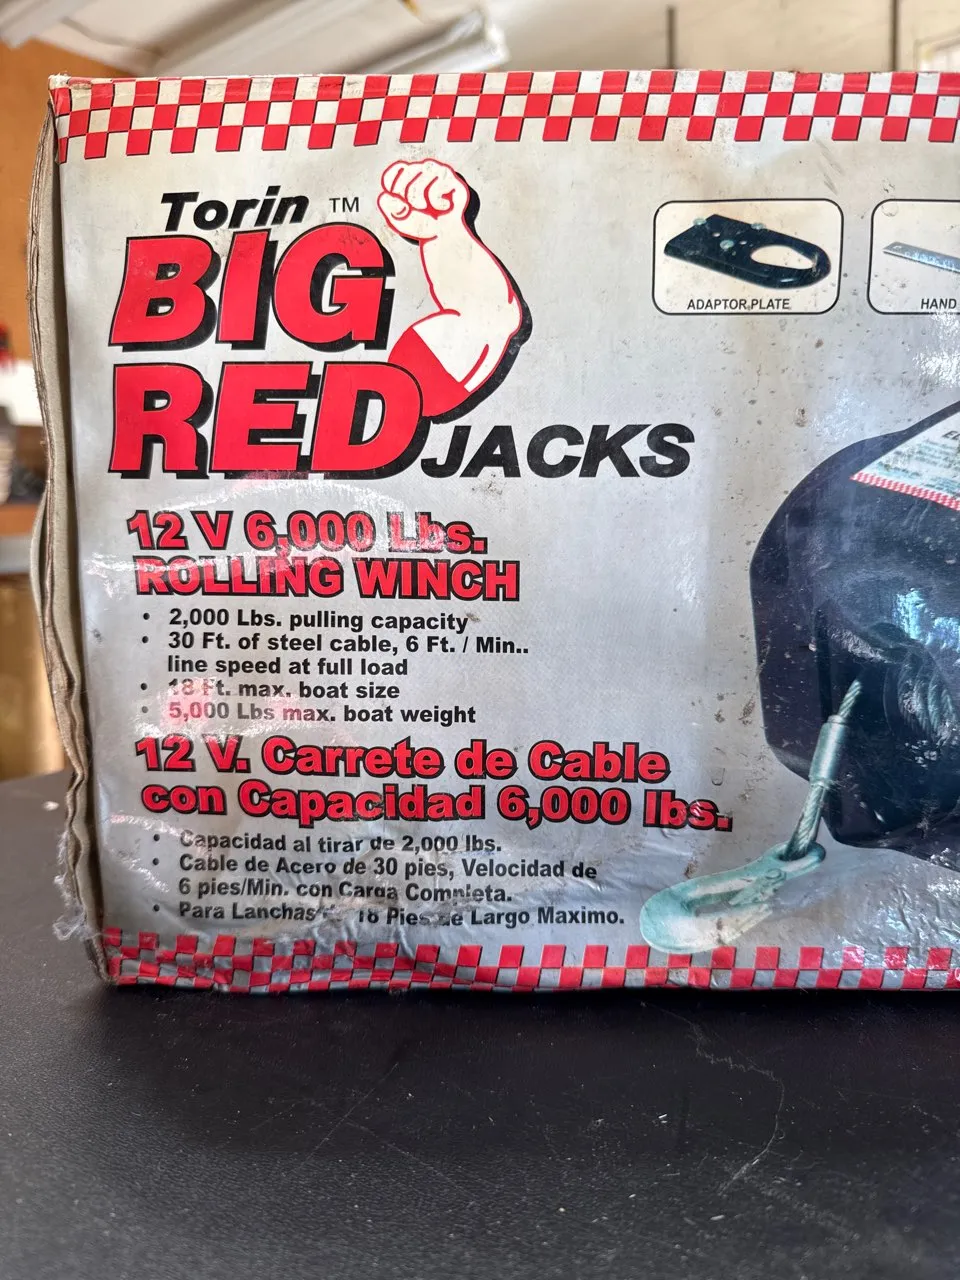 Torin TM
BIG
RED JACKS
ADAPTOR PLATE
HAND
12 V 6,000 Lbs.
ROLLING WINCH
• 2,000 Lbs. pulling capacity
• 30 Ft. of steel cable, 6 Ft. / Min..
line speed at full load
• 18 Ft. max. boat size
• 5,000 Lbs max. boat weight
12 V. Carrete de Cable
con Capacidad 6,000 lbs.
• Capacidad al tirar de 2,000 lbs.
• Cable de Acero de 30 pies, Velocidad de
6 pies/Min. con Carga Completa.
• Para Lanchas 18 Pies de Largo Maximo.